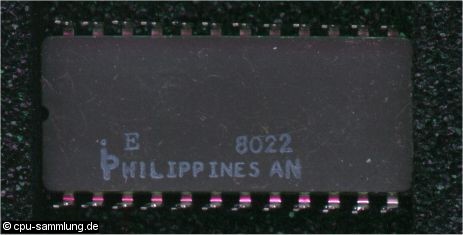 E 8022
PHILIPPINES AN
© cpu-sammlung.de